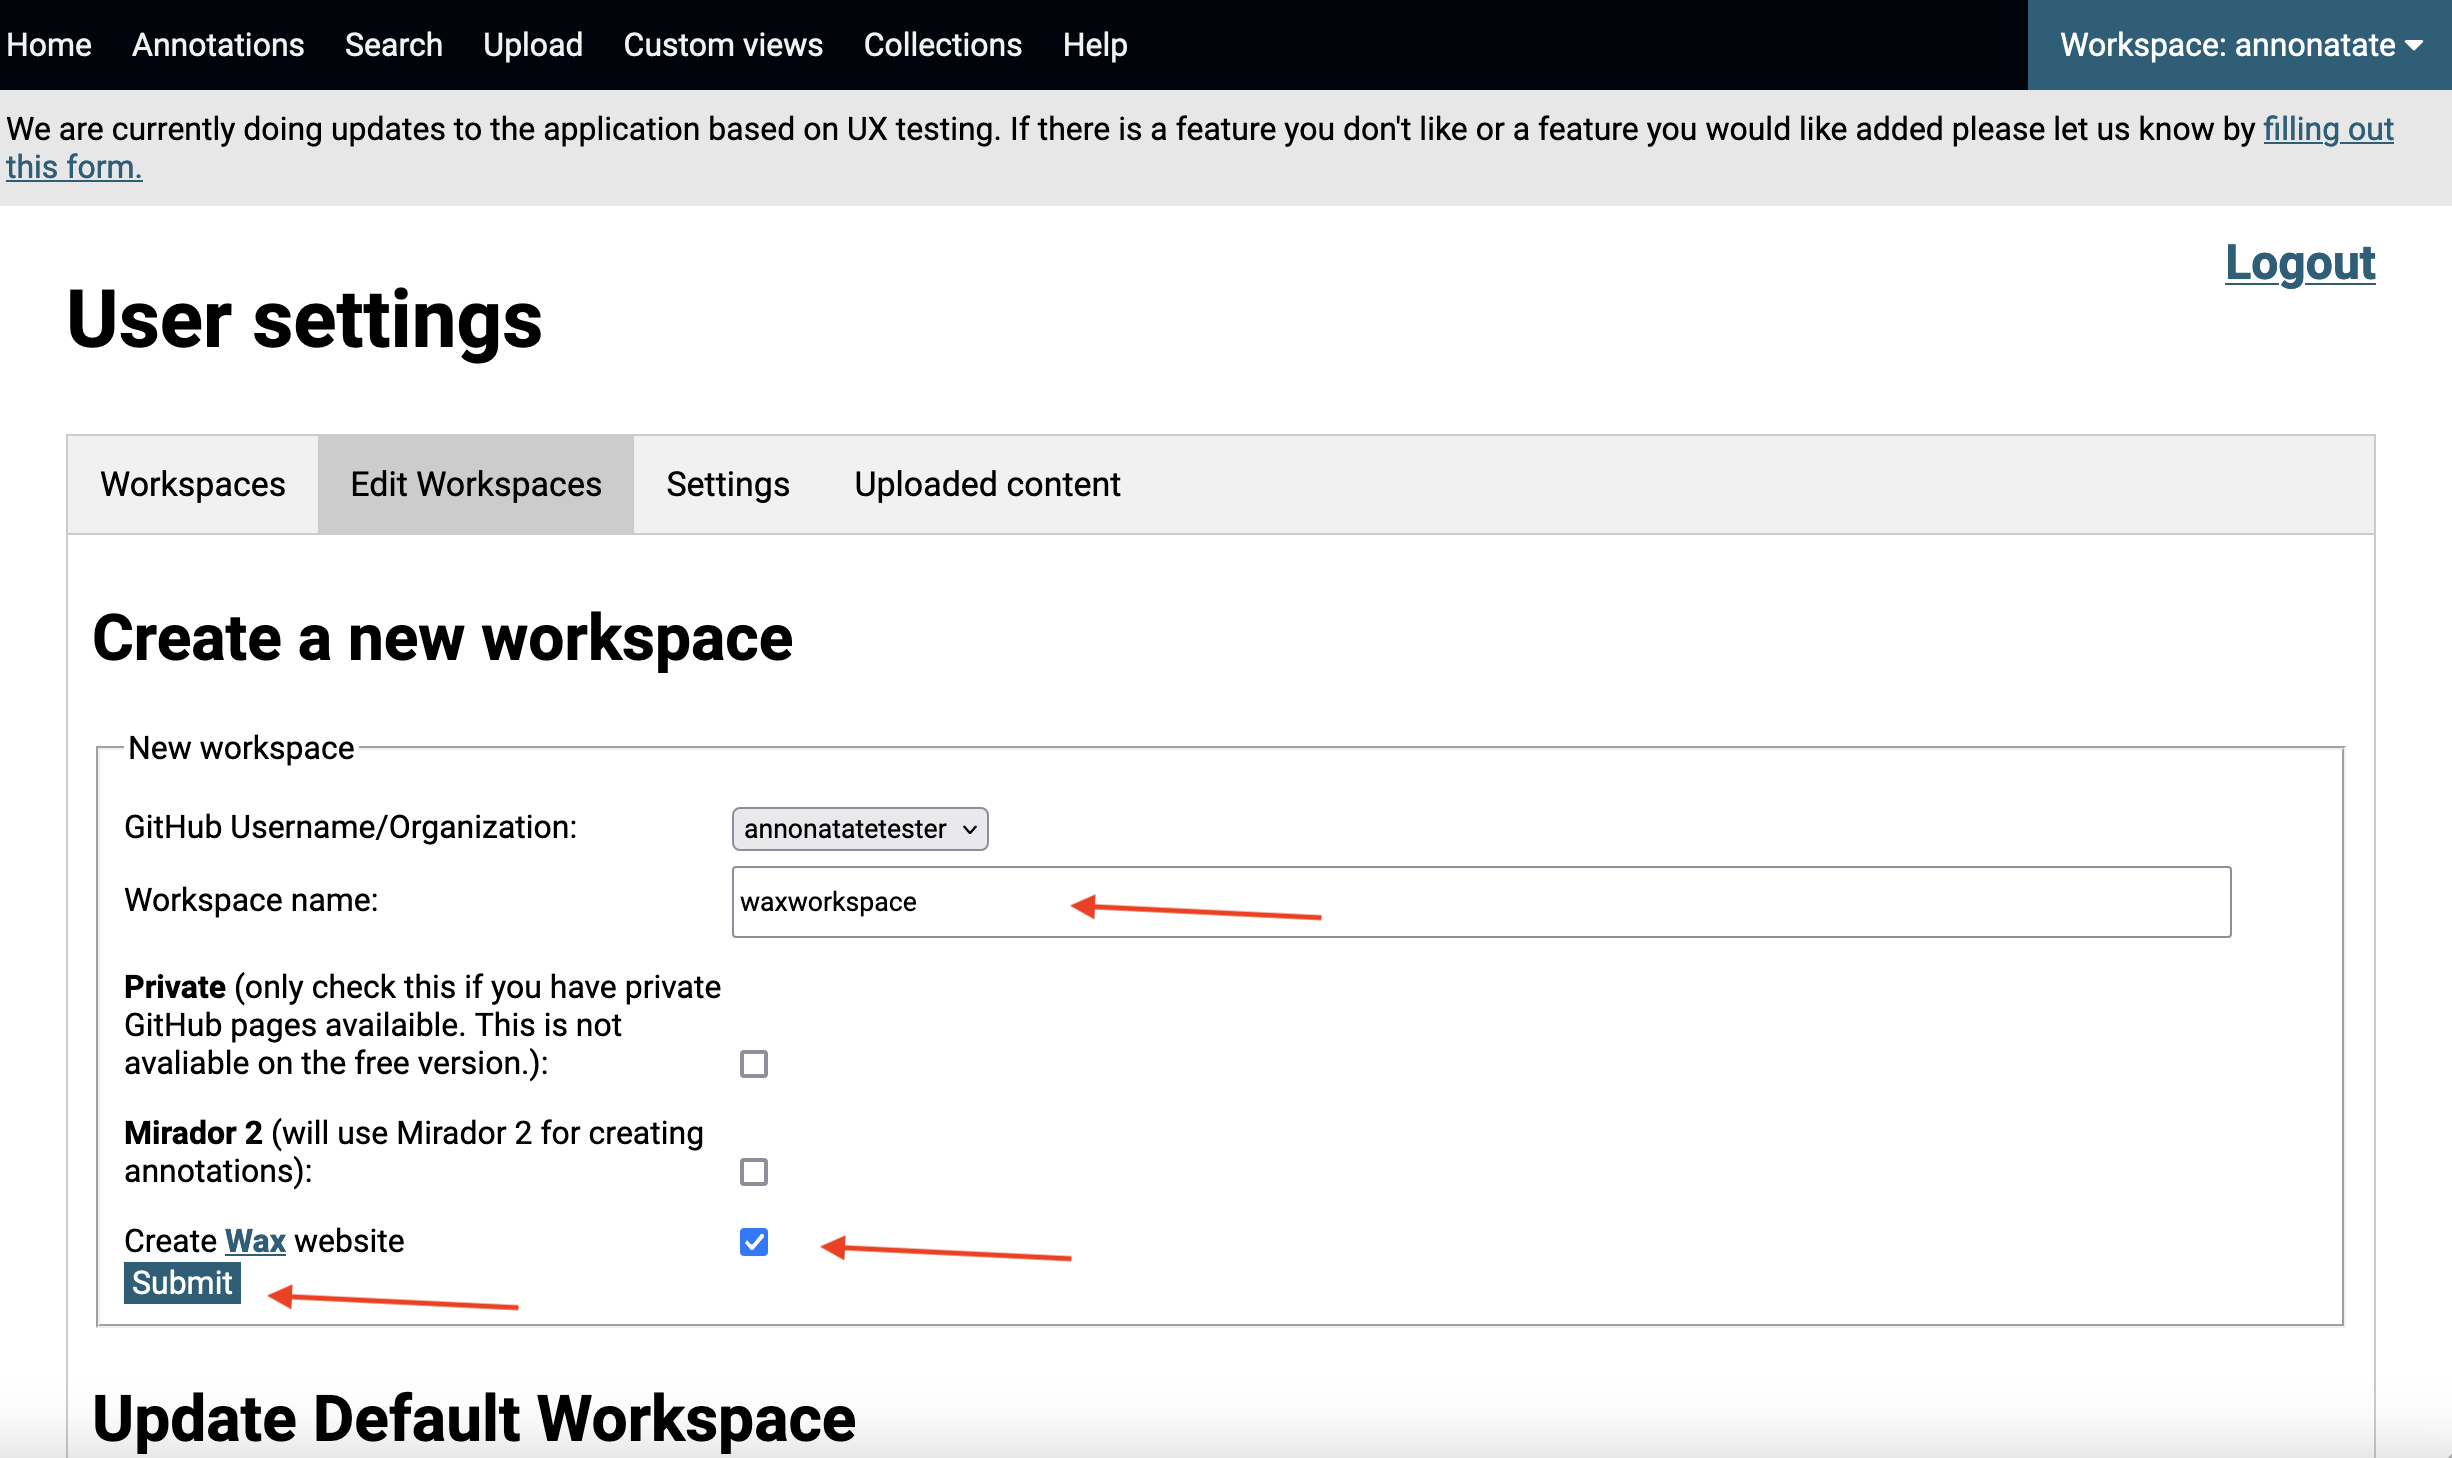 Home Annotations Search Upload Custom views Collections Help Workspace: annonatate
We are currently doing updates to the application based on UX testing. If there is a feature you don't like or a feature you would like added please let us know by filling out
this form.
Logout
User settings
Workspaces Edit Workspaces Settings Uploaded content
Create a new workspace
New workspace
GitHub Username/Organization: annonatatetester
Workspace name: waxworkspace
Private (only check this if you have private
GitHub pages availaible. This is not
avaliable on the free version.):
Mirador 2 (will use Mirador 2 for creating
annotations):
Create Wax website
Submit
Update Default Workspace